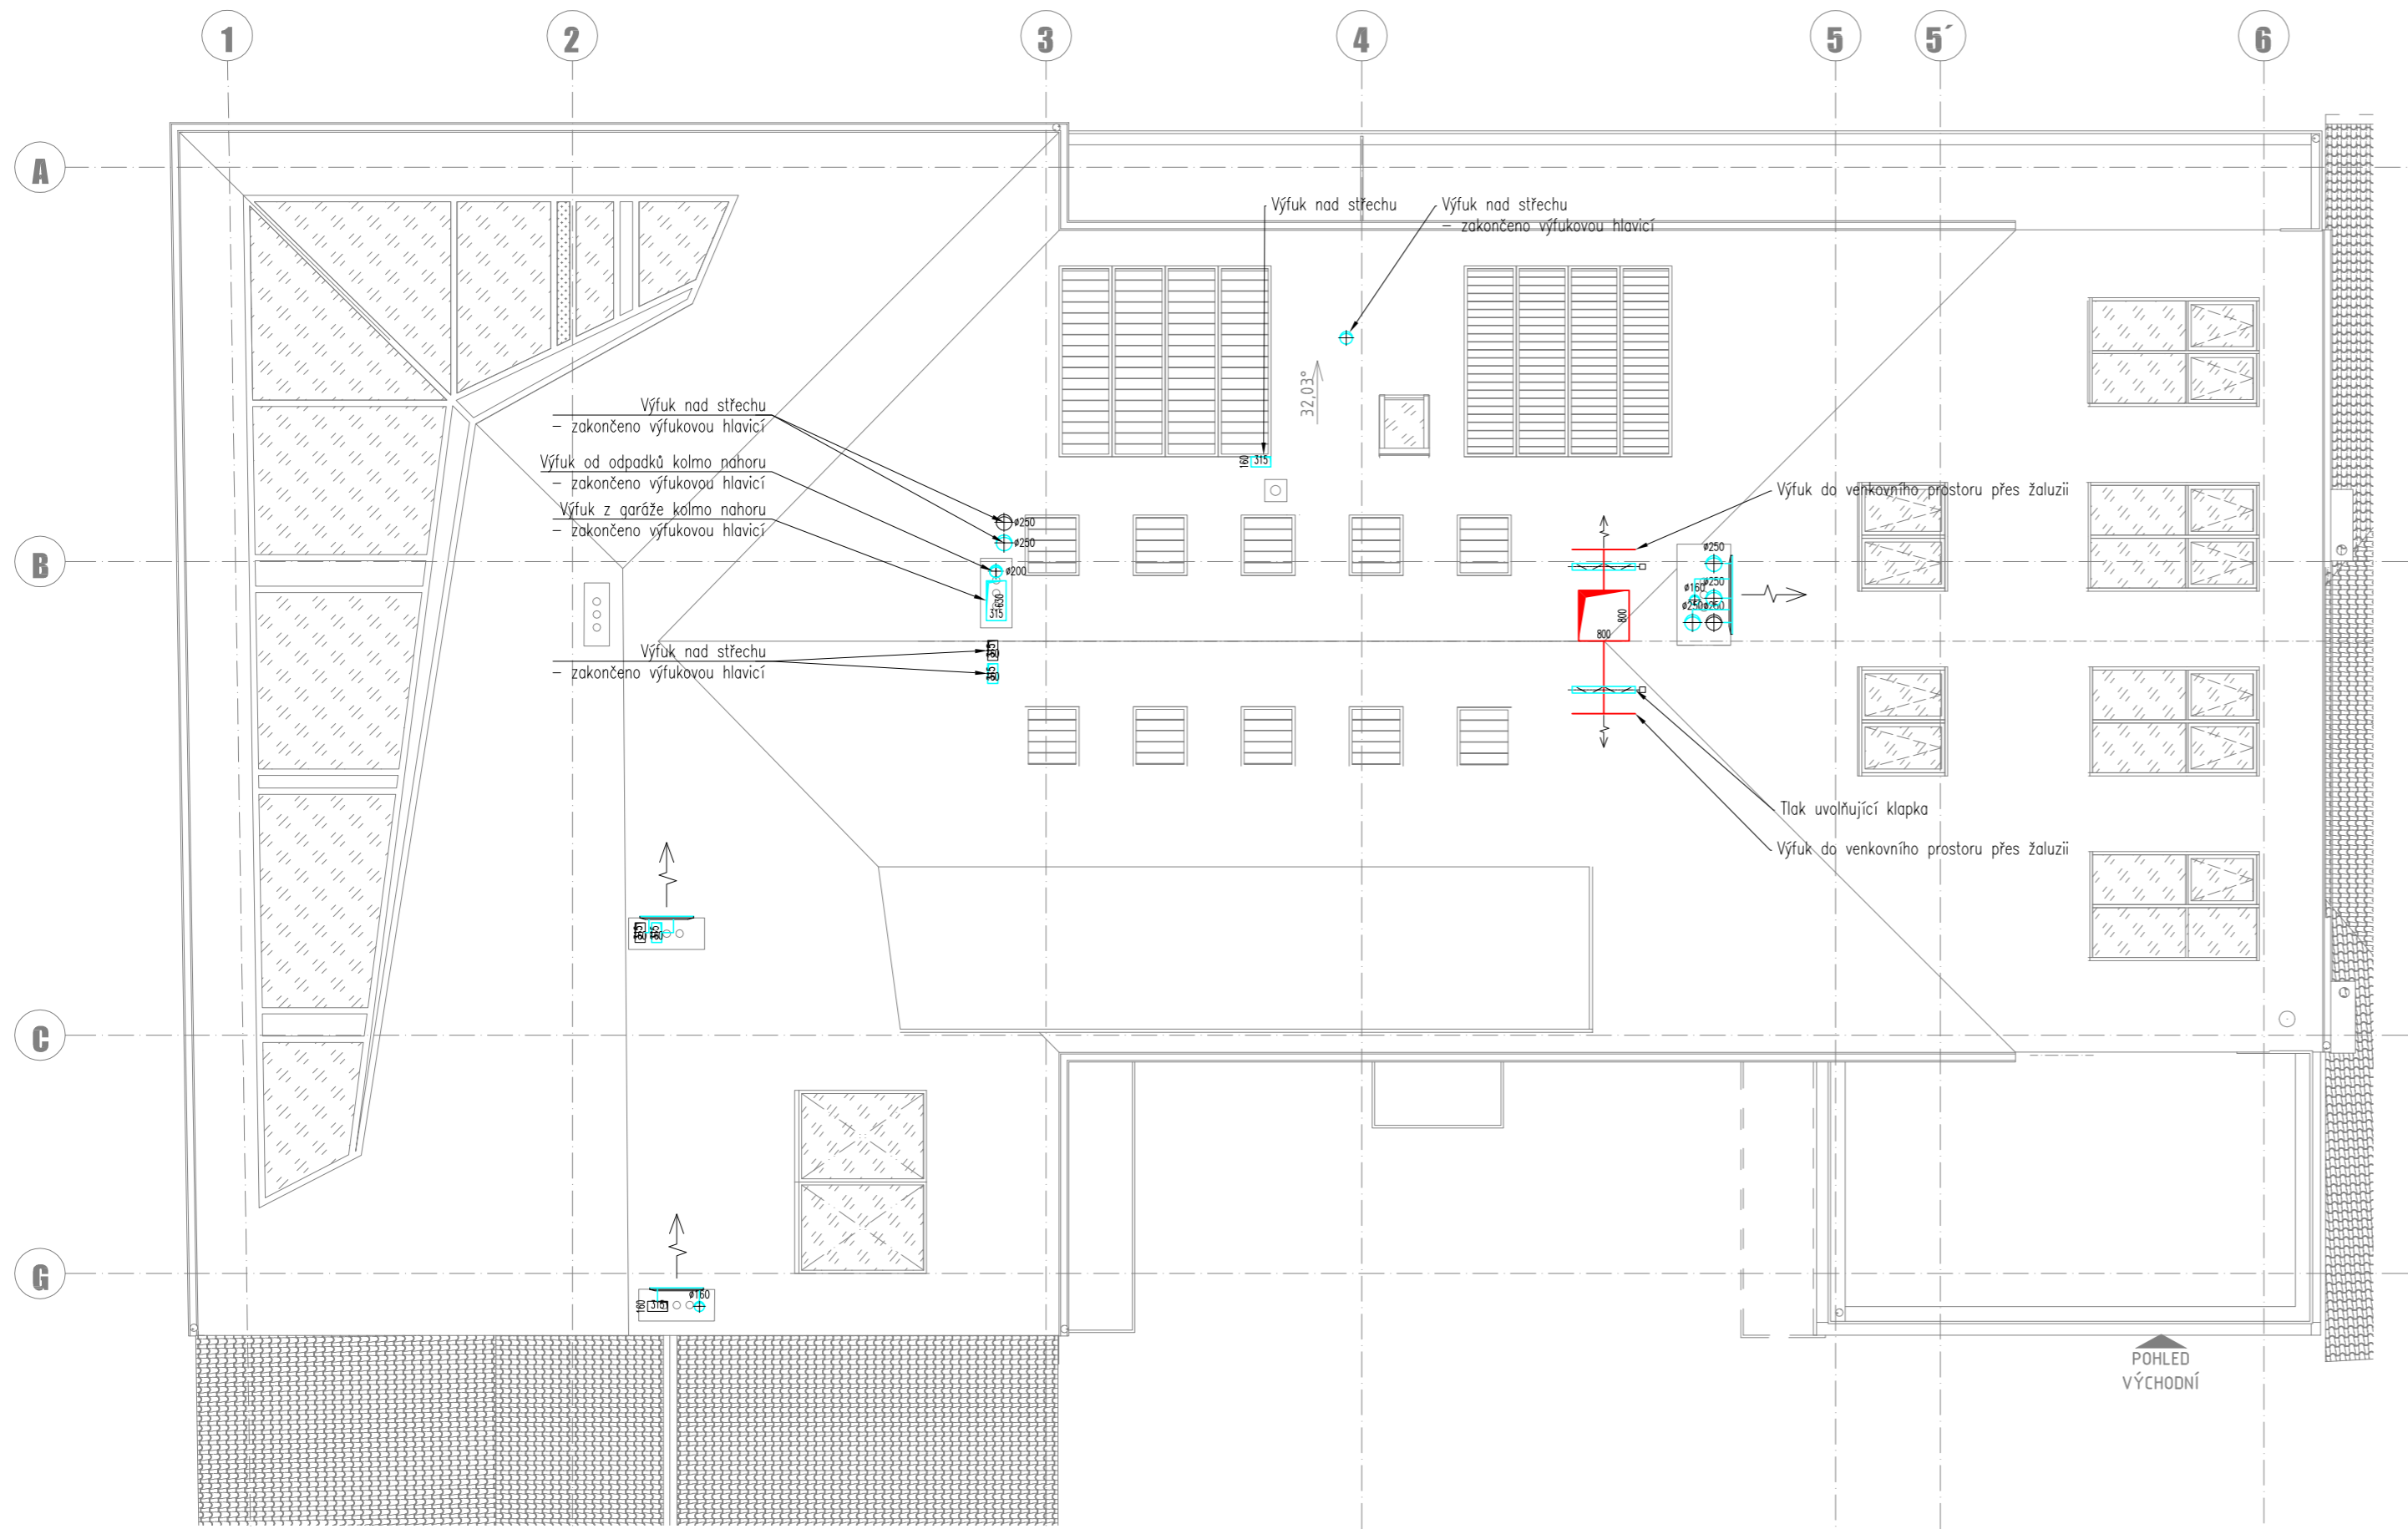 1
2
3
4
5
5´
6
A
Výfuk nad střechu
Výfuk nad střechu
– zakončeno výfukovou hlavicí
32,03°
Výfuk nad střechu
– zakončeno výfukovou hlavicí
Výfuk od odpadků kolmo nahoru
– zakončeno výfukovou hlavicí
160
315
Výfuk z garáže kolmo nahoru
– zakončeno výfukovou hlavicí
Výfuk do venkovního prostoru přes žaluzii
ø250
ø250
B
ø200
ø250
ø250
ø160
ø250
ø250
800
800
Výfuk nad střechu
– zakončeno výfukovou hlavicí
Tlak uvolňující klapka
Výfuk do venkovního prostoru přes žaluzii
C
G
ø160
160
315
POHLED
VÝCHODNÍ